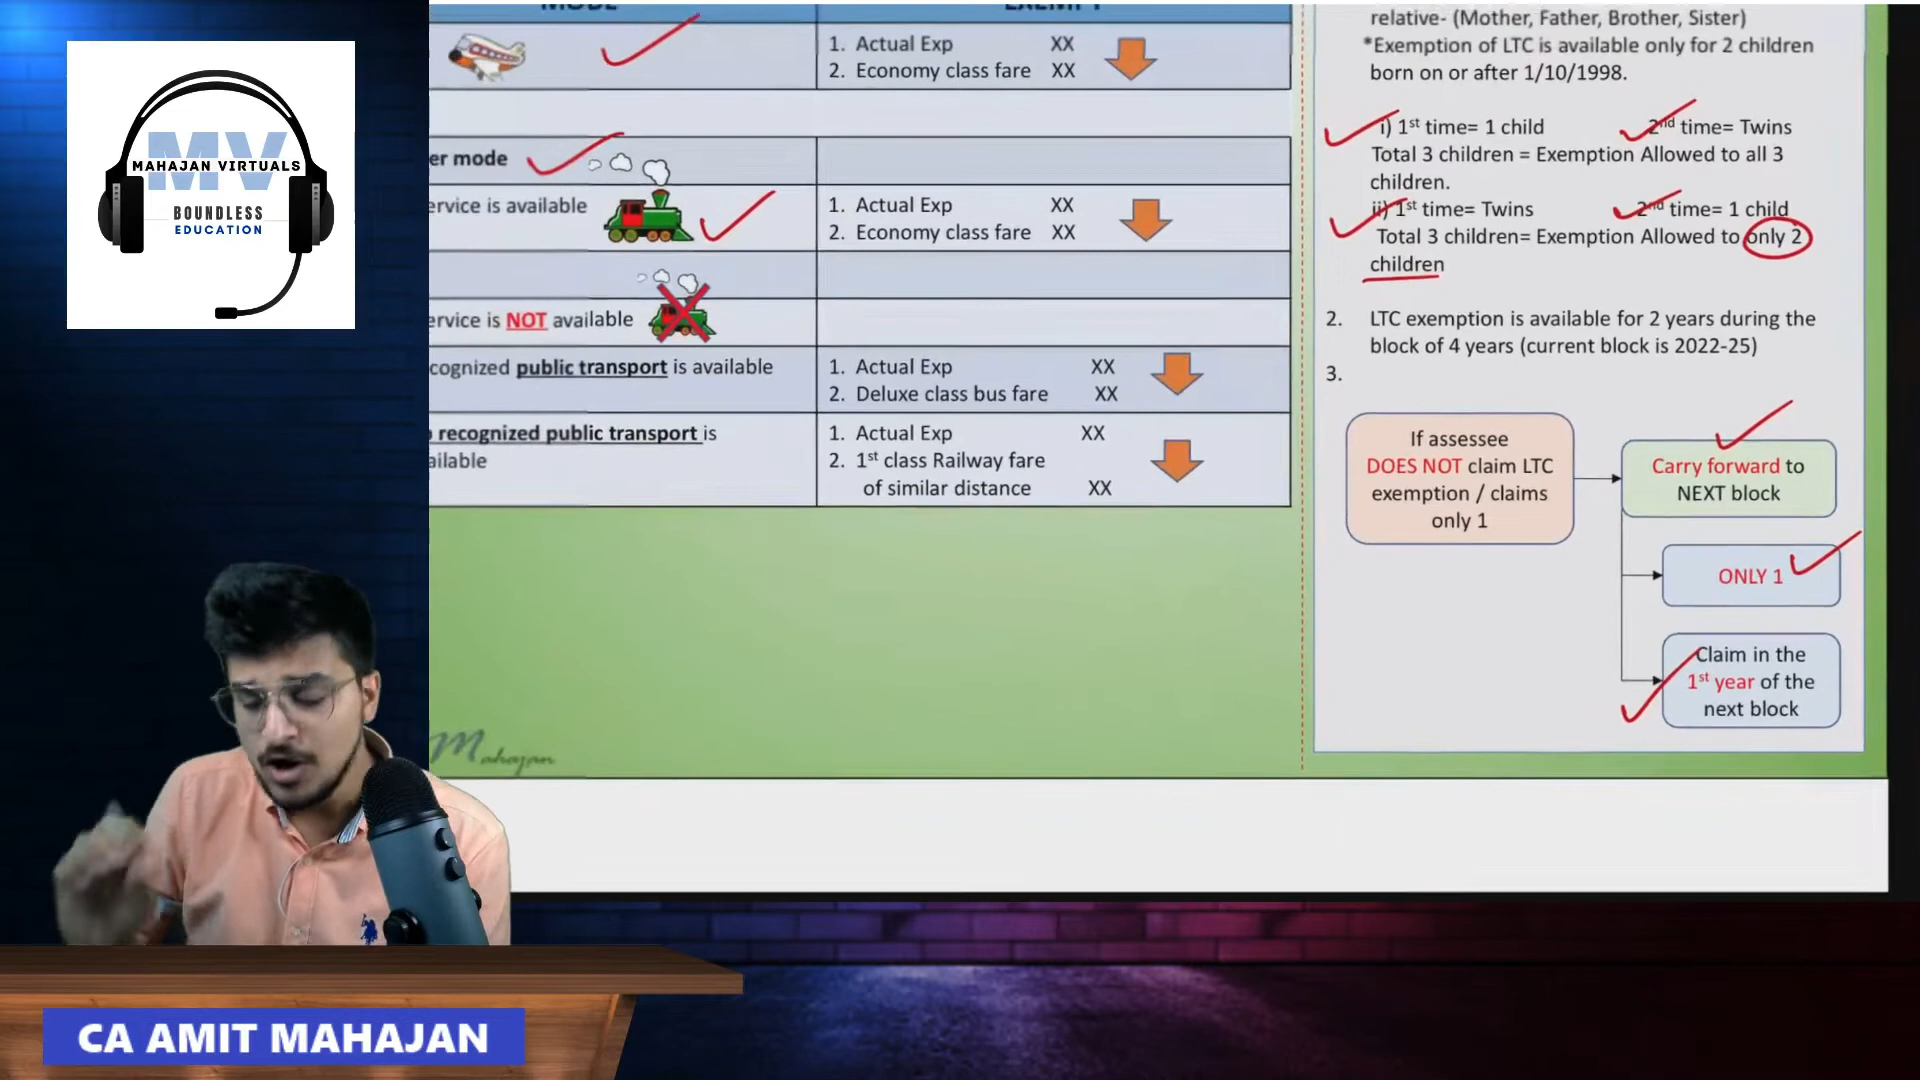 MV
MAHAJAN VIRTUALS
BOUNDLESS
EDUCATION
MODE
EXEMPT
1. Actual Exp XX
2. Economy class fare XX
er mode
ervice is available
1. Actual Exp XX
2. Economy class fare XX
ervice is NOT available
cognized public transport is available
1. Actual Exp XX
2. Deluxe class bus fare XX
recognized public transport is
ailable
1. Actual Exp XX
2. 1st class Railway fare
of similar distance XX
Mahajan
relative- (Mother, Father, Brother, Sister)
*Exemption of LTC is available only for 2 children
born on or after 1/10/1998.
i) 1st time= 1 child 2nd time= Twins
Total 3 children = Exemption Allowed to all 3
children.
ii) 1st time= Twins 2nd time= 1 child
Total 3 children= Exemption Allowed to only 2
children
2. LTC exemption is available for 2 years during the
block of 4 years (current block is 2022-25)
3.
If assessee
DOES NOT claim LTC
exemption / claims
only 1
Carry forward to
NEXT block
ONLY 1
Claim in the
1st year of the
next block
CA AMIT MAHAJAN